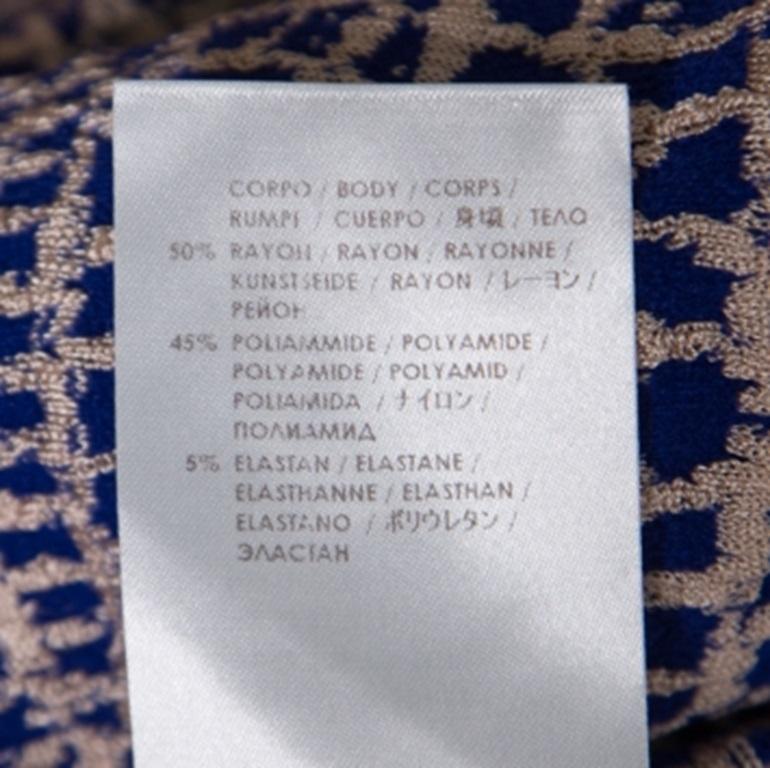 CORPO / BODY / CORPS /
RUMPF / CUERPO / 身頃 / ТЕЛО
50% RAYON / RAYON / RAYONNE /
KUNSTSEIDE / RAYON / レーヨン /
РЕЙОН
45% POLIAMMIDE / POLYAMIDE /
POLYAMIDE / POLYAMID /
POLIAMIDA / ナイロン /
ПОЛИАМИД
5% ELASTAN / ELASTANE /
ELASTHANNE / ELASTHAN /
ELASTANO / ポリウレタン /
ЭЛАСТАН